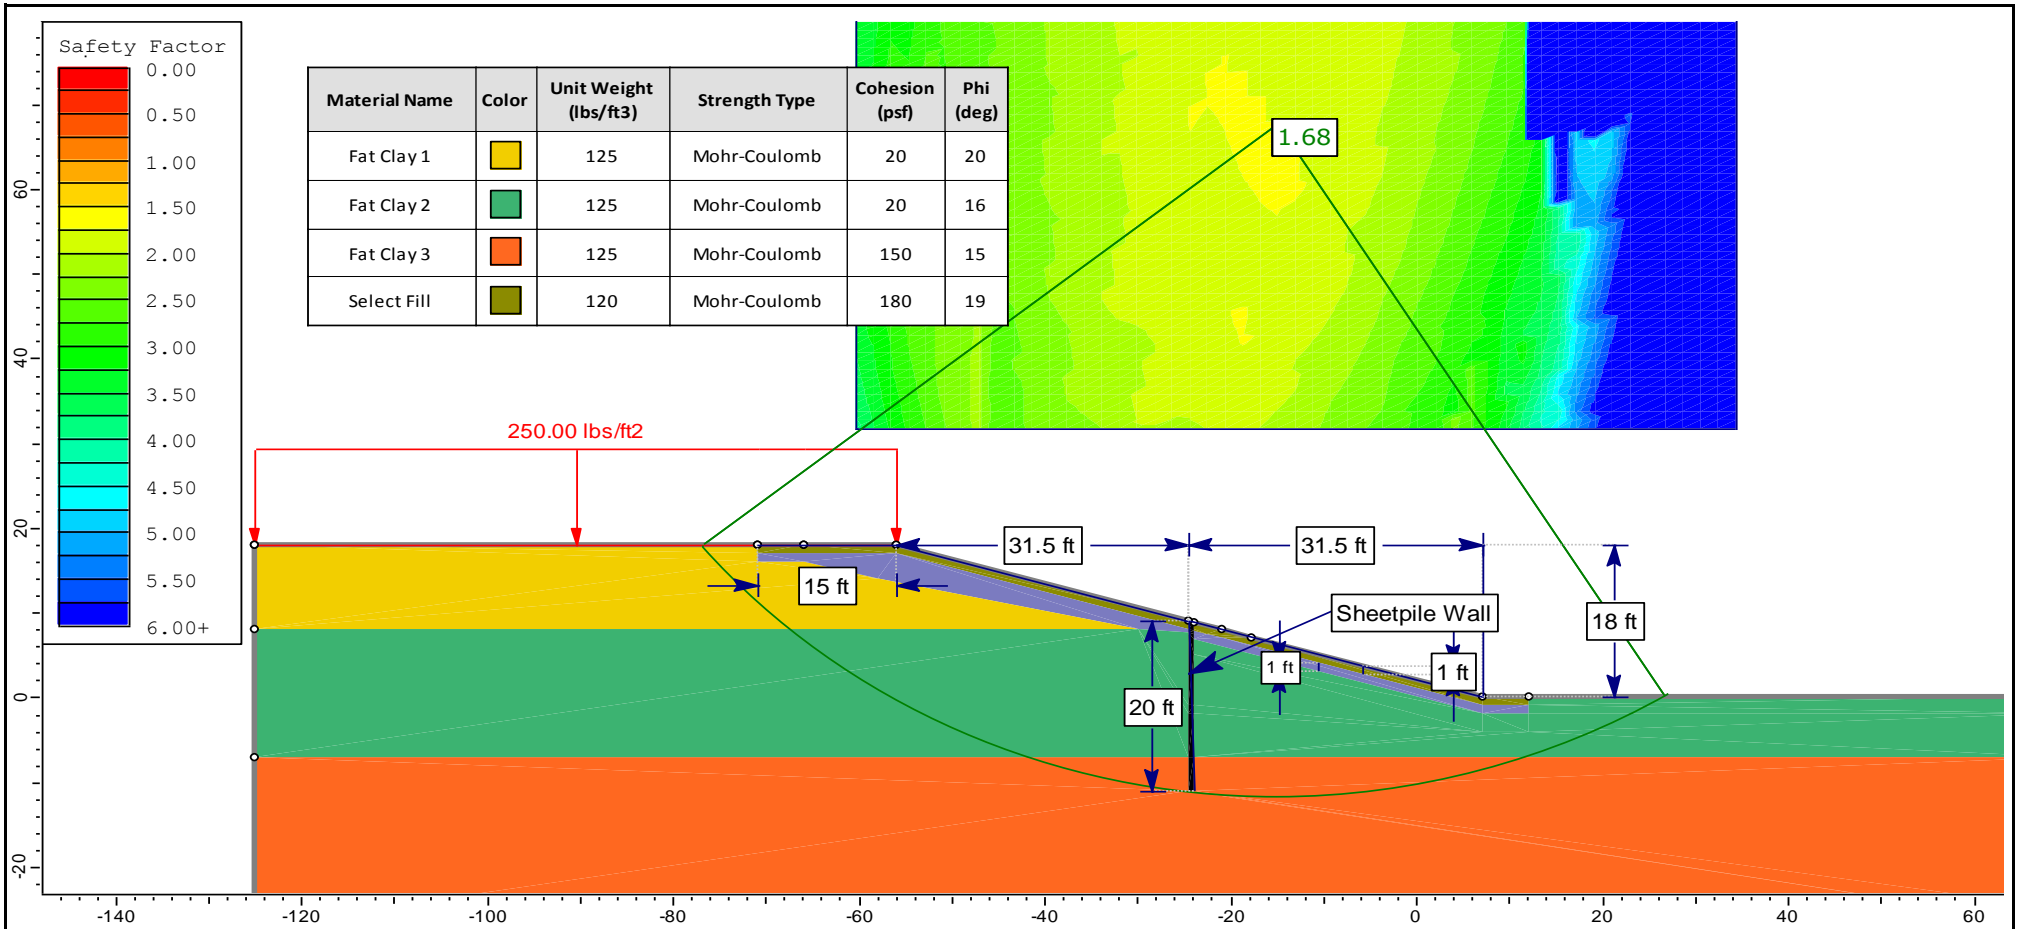 Safety Factor
0.00
0.50
1.00
1.50
2.00
2.50
3.00
3.50
4.00
4.50
5.00
5.50
6.00+
Material Name Color Unit Weight (lbs/ft3) Strength Type Cohesion (psf) Phi (deg)
Fat Clay 1 125 Mohr-Coulomb 20 20
Fat Clay 2 125 Mohr-Coulomb 20 16
Fat Clay 3 125 Mohr-Coulomb 150 15
Select Fill 120 Mohr-Coulomb 180 19
1.68
250.00 lbs/ft2
31.5 ft
31.5 ft
15 ft
Sheetpile Wall
18 ft
1 ft
1 ft
20 ft
60
40
20
0
-20
-140 -120 -100 -80 -60 -40 -20 0 20 40 60